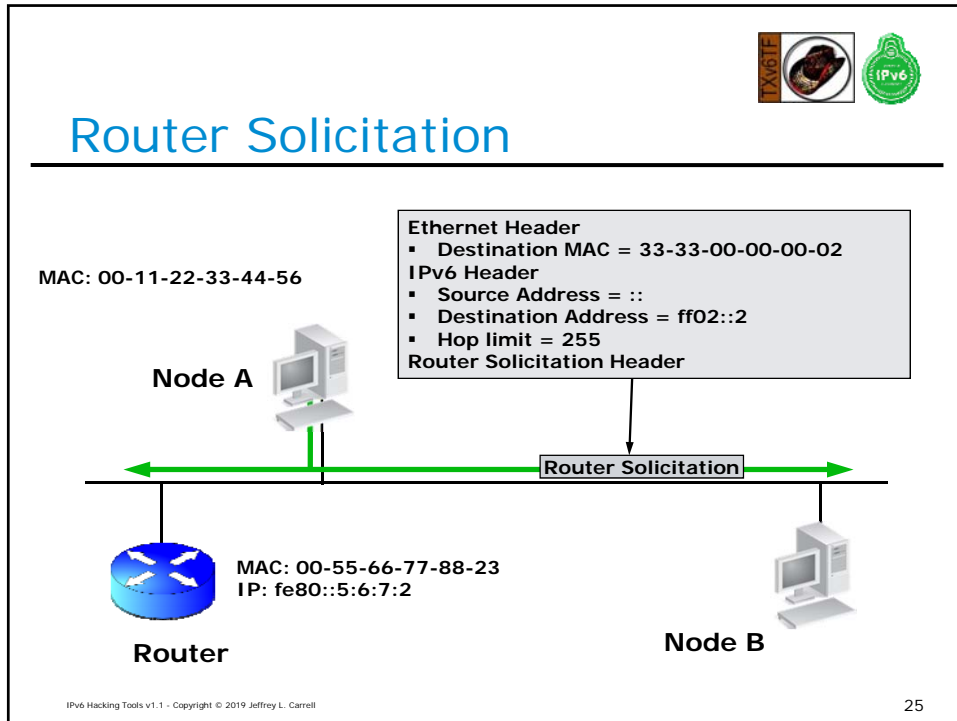 TXv6TF
IPv6
Router Solicitation
Ethernet Header
▪ Destination MAC = 33-33-00-00-00-02
IPv6 Header
▪ Source Address = ::
▪ Destination Address = ff02::2
▪ Hop limit = 255
Router Solicitation Header
MAC: 00-11-22-33-44-56
Node A
Router Solicitation
MAC: 00-55-66-77-88-23
IP: fe80::5:6:7:2
Router
Node B
IPv6 Hacking Tools v1.1 - Copyright © 2019 Jeffrey L. Carrell
25